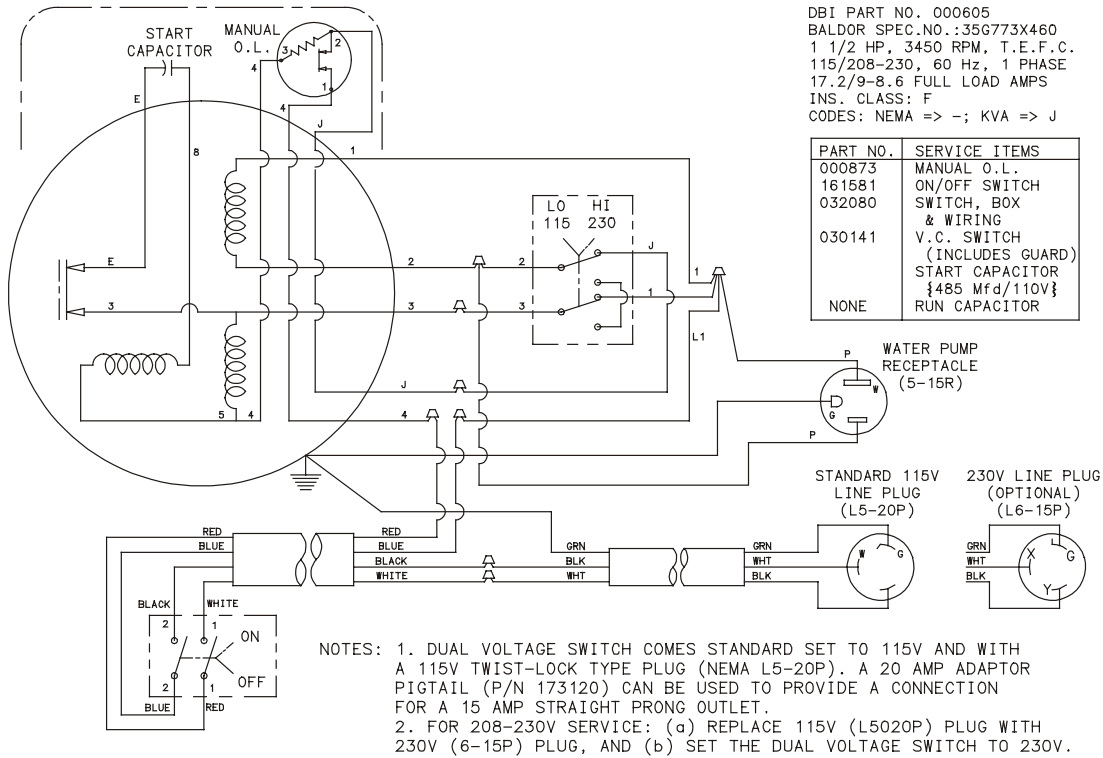 DBI PART NO. 000605
BALDOR SPEC.NO.:35G773X460
1 1/2 HP, 3450 RPM, T.E.F.C.
115/208-230, 60 Hz, 1 PHASE
17.2/9-8.6 FULL LOAD AMPS
INS. CLASS: F
CODES: NEMA => -; KVA => J
PART NO. SERVICE ITEMS
000873 MANUAL O.L.
161581 ON/OFF SWITCH
032080 SWITCH, BOX
& WIRING
030141 V.C. SWITCH
(INCLUDES GUARD)
START CAPACITOR
{485 Mfd/110V}
NONE RUN CAPACITOR
START
CAPACITOR
MANUAL
O.L.
3
2
1
4
4
E
8
J
1
LO HI
115 230
E
2
2
J
3
3
1
1
L1
J
5
4
4
WATER PUMP
RECEPTACLE
(5-15R)
P
W
G
P
STANDARD 115V
LINE PLUG
(L5-20P)
230V LINE PLUG
(OPTIONAL)
(L6-15P)
RED
BLUE
RED
BLUE
BLACK
WHITE
GRN
BLK
WHT
GRN
WHT
BLK
W
G
GRN
WHT
BLK
X
G
Y
BLACK
WHITE
2
1
ON
OFF
2
1
BLUE
RED
NOTES: 1. DUAL VOLTAGE SWITCH COMES STANDARD SET TO 115V AND WITH
A 115V TWIST-LOCK TYPE PLUG (NEMA L5-20P). A 20 AMP ADAPTOR
PIGTAIL (P/N 173120) CAN BE USED TO PROVIDE A CONNECTION
FOR A 15 AMP STRAIGHT PRONG OUTLET.
2. FOR 208-230V SERVICE: (a) REPLACE 115V (L5020P) PLUG WITH
230V (6-15P) PLUG, AND (b) SET THE DUAL VOLTAGE SWITCH TO 230V.